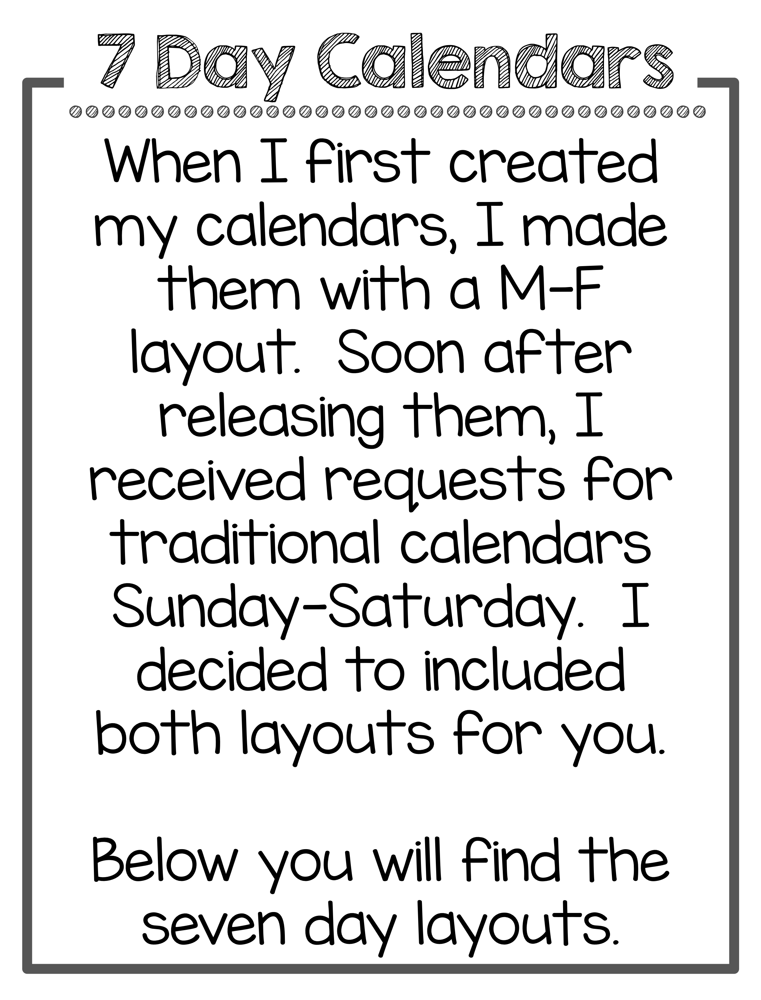 7 Day Calendars
When I first created
my calendars, I made
them with a M-F
layout.  Soon after
releasing them, I
received requests for
traditional calendars
Sunday-Saturday.  I
decided to included
both layouts for you.
Below you will find the
seven day layouts.